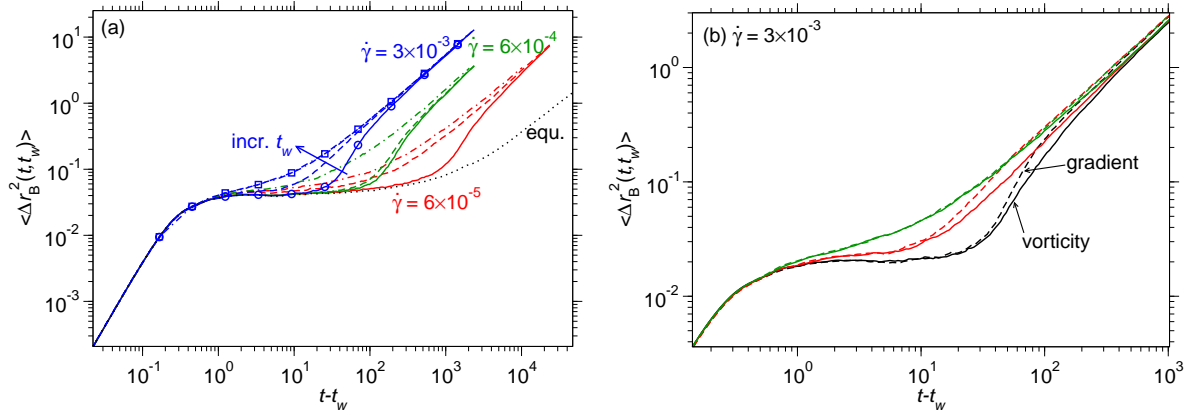 (a)
γ̇ = 3×10⁻³
γ̇ = 6×10⁻⁴
incr. t_w
equ.
γ̇ = 6×10⁻⁵
<Δr_B²(t,t_w)>
10¹
10⁰
10⁻¹
10⁻²
10⁻³
10⁻¹ 10⁰ 10¹ 10² 10³ 10⁴
t-t_w
(b) γ̇ = 3×10⁻³
gradient
vorticity
<Δr_B²(t,t_w)>
10⁰
10⁻¹
10⁻²
10⁰ 10¹ 10² 10³
t-t_w